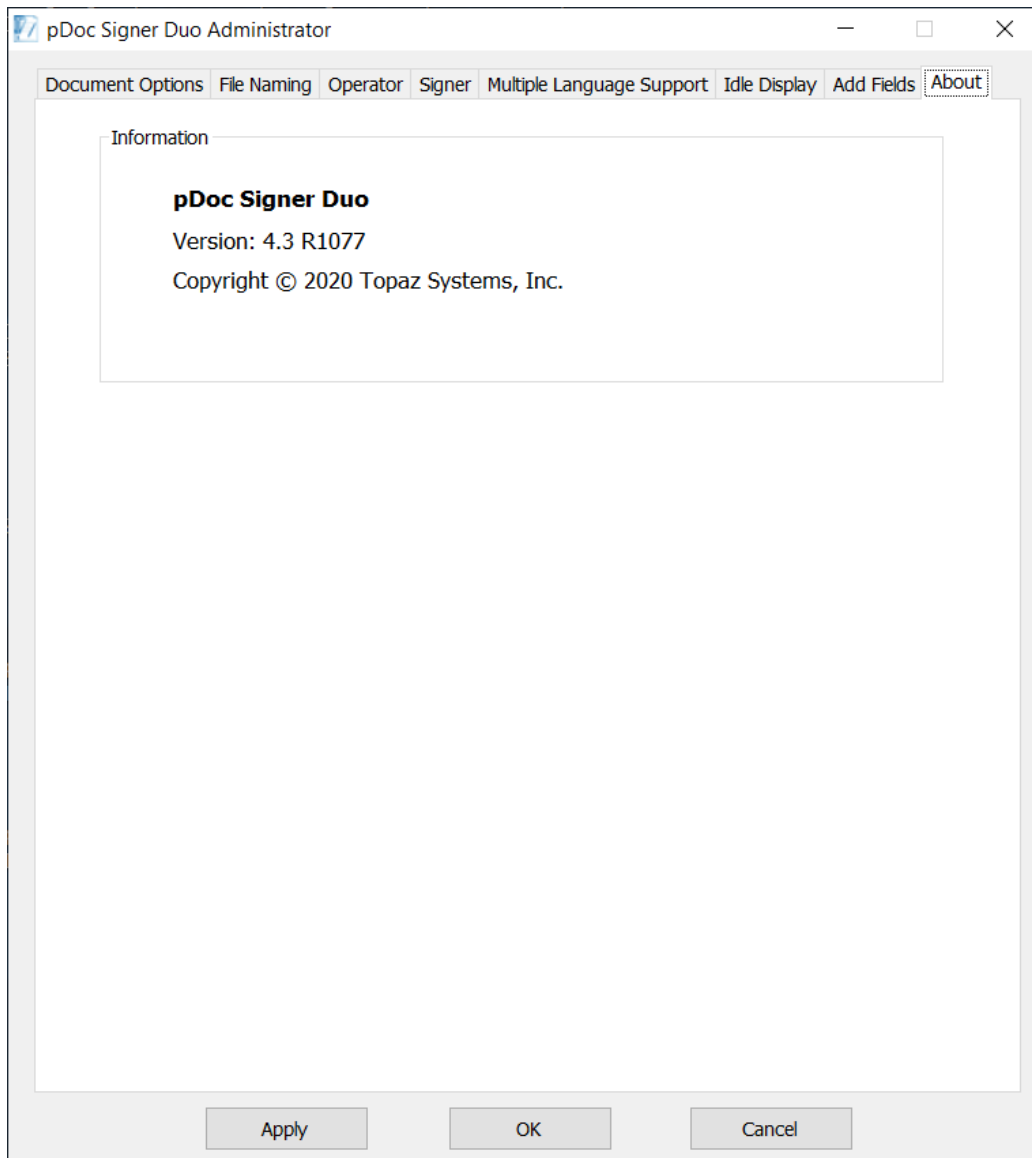 pDoc Signer Duo Administrator
Document Options File Naming Operator Signer Multiple Language Support Idle Display Add Fields About
Information
pDoc Signer Duo
Version: 4.3 R1077
Copyright © 2020 Topaz Systems, Inc.
Apply OK Cancel